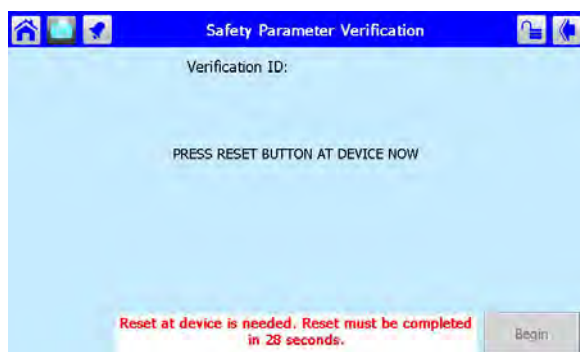 Safety Parameter Verification
Verification ID:
PRESS RESET BUTTON AT DEVICE NOW
Reset at device is needed. Reset must be completed
in 28 seconds.
Begin